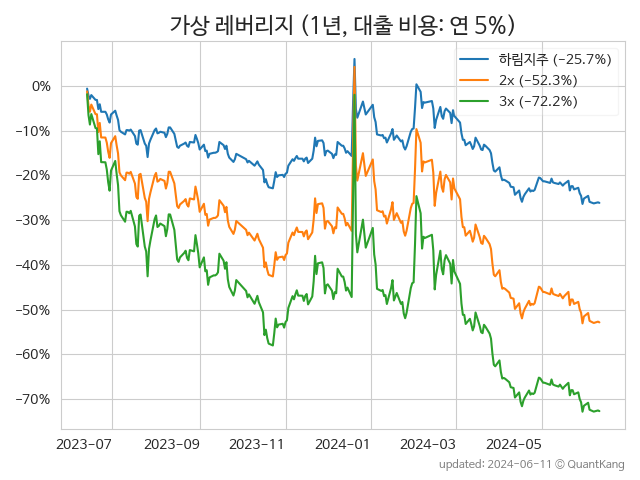 가상 레버리지 (1년, 대출 비용: 연 5%)
하림지주 (−25.7%)
2x (−52.3%)
3x (−72.2%)
0%
−10%
−20%
−30%
−40%
−50%
−60%
−70%
2023-07 2023-09 2023-11 2024-01 2024-03 2024-05
updated: 2024-06-11 © QuantKang